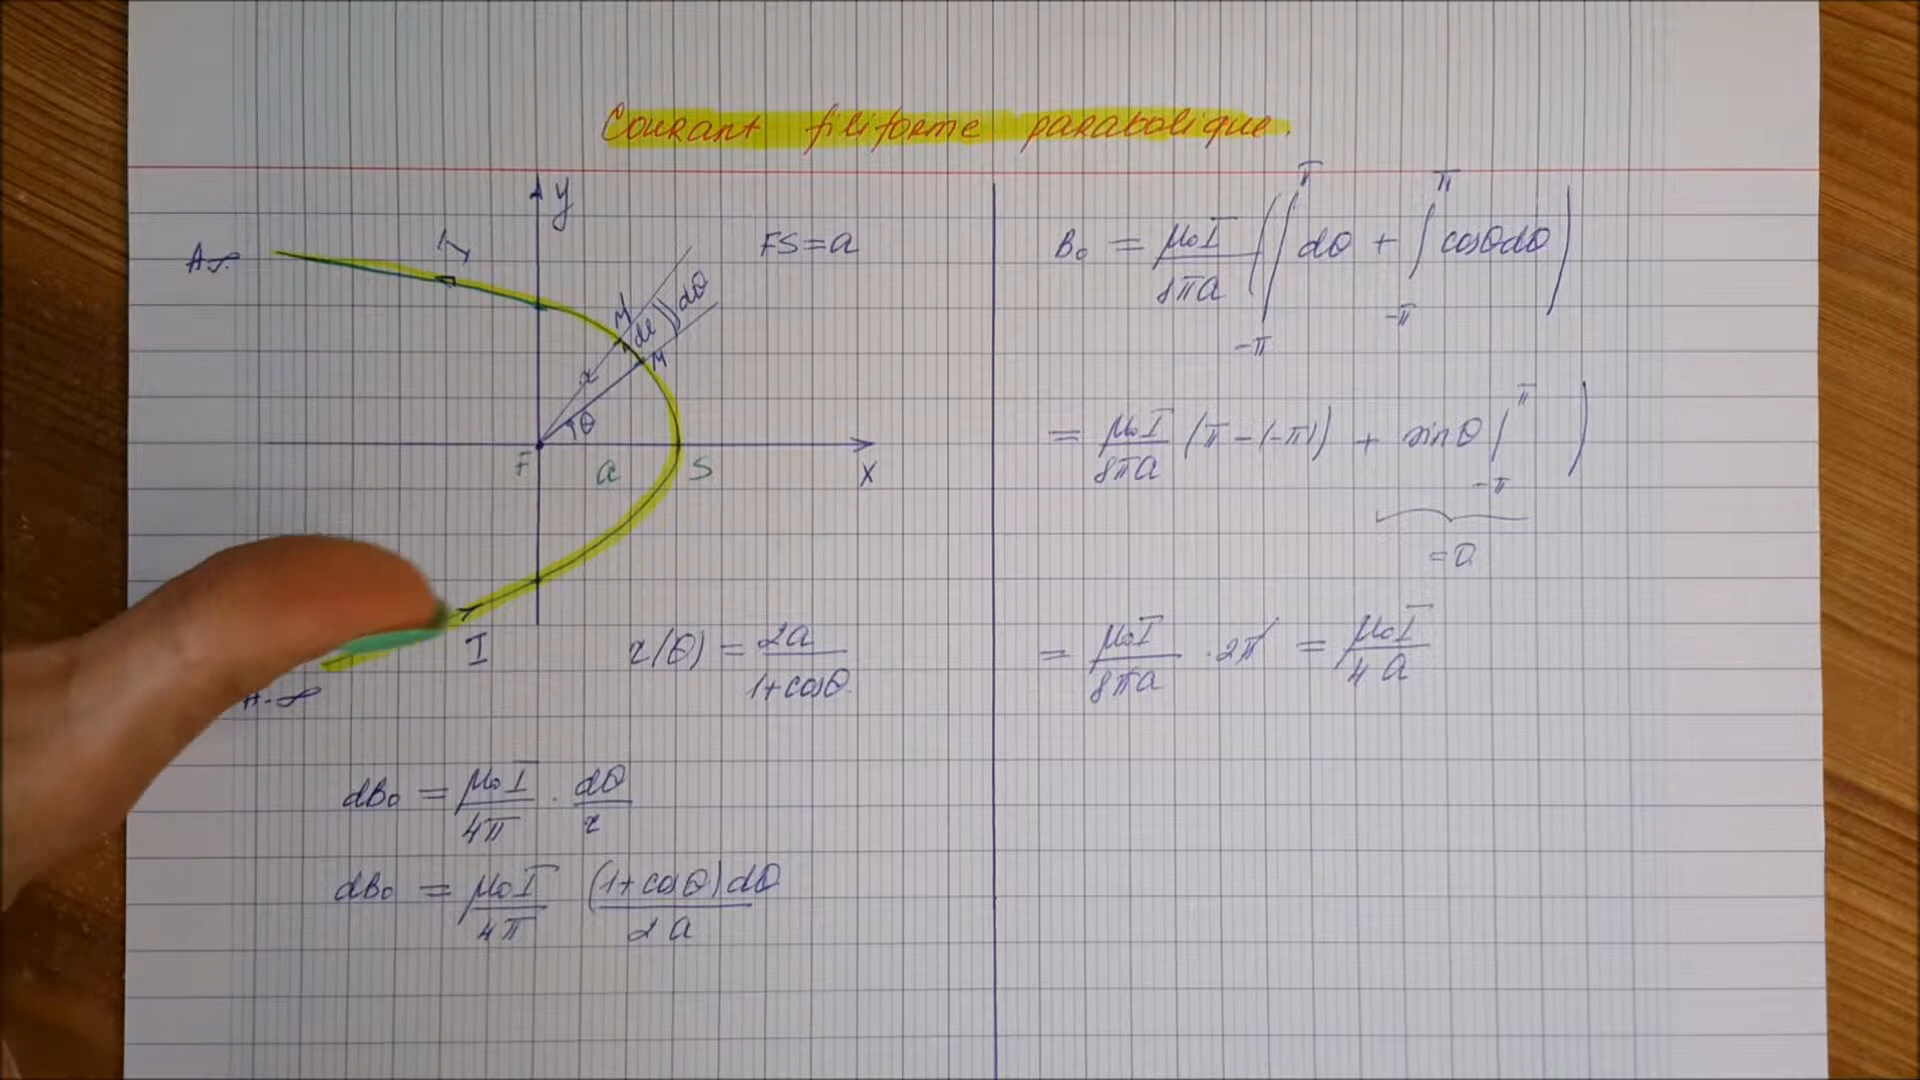 Courant filiforme parabolique.
y
A∞
I
FS = a
M'
dl
dθ
M
r
θ
F
a
S
x
I
A-∞
r(θ) = 2a / (1+cosθ)
dB₀ = μ₀I / 4π · dθ / r
dB₀ = μ₀I / 4π (1+cosθ)dθ / 2a
B₀ = μ₀I / 8πa ( ∫_{-π}^{π} dθ + ∫_{-π}^{π} cosθdθ )
= μ₀I / 8πa (π-(-π)) + sinθ |_{-π}^{π} )
= 0
= μ₀I / 8πa · 2π = μ₀I / 4a